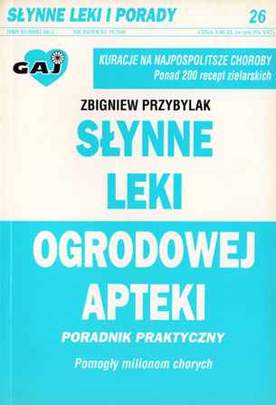 SŁYNNE LEKI I PORADY 26
GAJ
KURACJE NA NAJPOSPOLITSZE CHOROBY
Ponad 200 recept zielarskich
ZBIGNIEW PRZYBYLAK
SŁYNNE
LEKI
OGRODOWEJ
APTEKI
PORADNIK PRAKTYCZNY
Pomogły milionom chorych